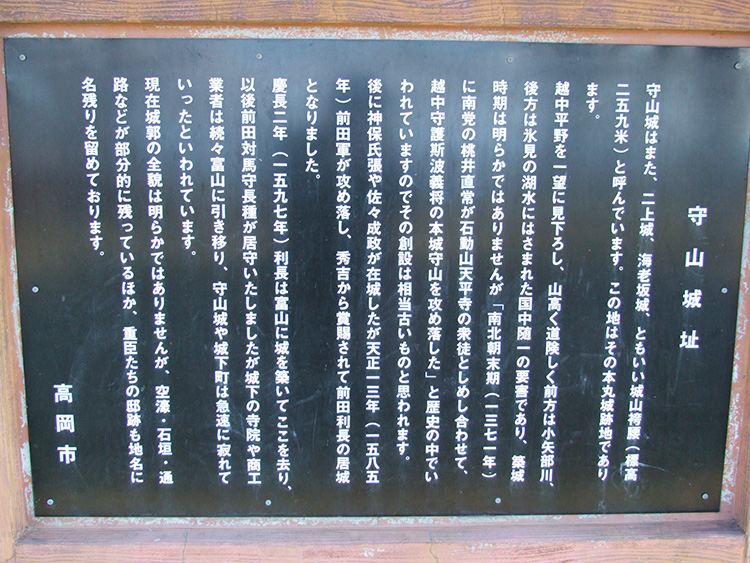 守山城址
守山城はまた、二上城、海老坂城、ともいい城山袴腰(標高
二五九米)と呼んでいます。この地はその本丸城跡地であり
ます。
越中平野を一望に見下ろし、山高く道険しく前方は小矢部川、
後方は氷見の湖水にはさまれた国中随一の要害であり、築城
時期は明らかではありませんが「南北朝末期(一三七一年)
に南党の桃井直常が石動山天平寺の衆徒としめし合わせて、
越中守護斯波義将の本城守山を攻め落した」と歴史の中でい
われていますのでその創設は相当古いものと思われます。
後に神保氏張や佐々成政が在城したが天正一三年(一五八五
年)前田軍が攻め落し、秀吉から賞賜されて前田利長の居城
となりました。
慶長二年(一五九七年)利長は富山に城を築いてここを去り、
以後前田対馬守長種が居守いたしましたが城下の寺院や商工
業者は続々富山に引き移り、守山城や城下町は急速に寂れて
いったといわれています。
現在城郭の全貌は明らかではありませんが、空濠・石垣・通
路などが部分的に残っているほか、重臣たちの邸跡も地名に
名残りを留めております。
高岡市